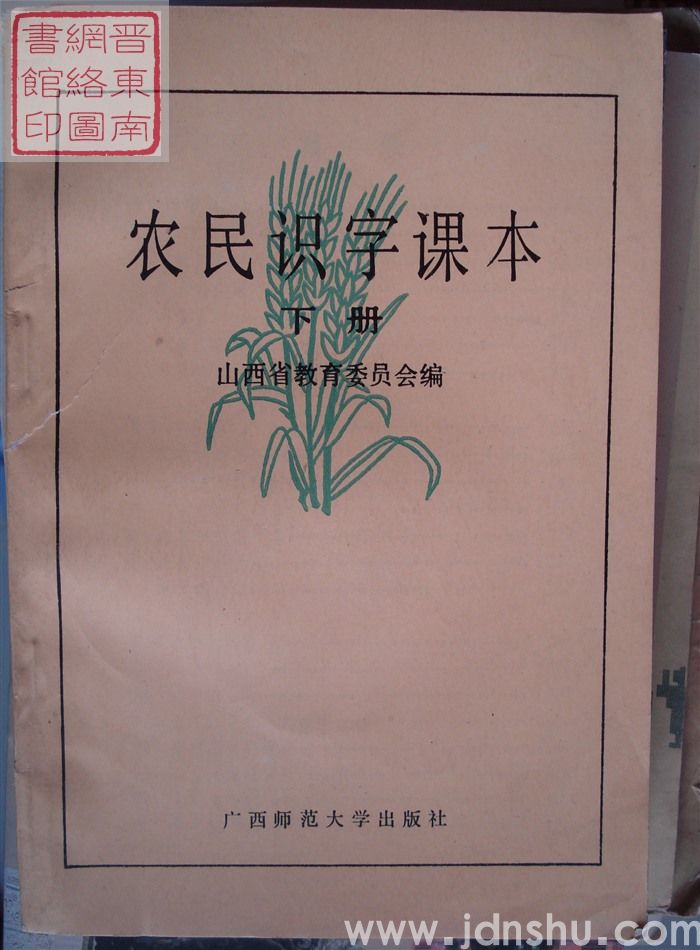 晋東南
網絡圖
書館印
农民识字课本
下册
山西省教育委员会编
广西师范大学出版社
www.jdnshu.com